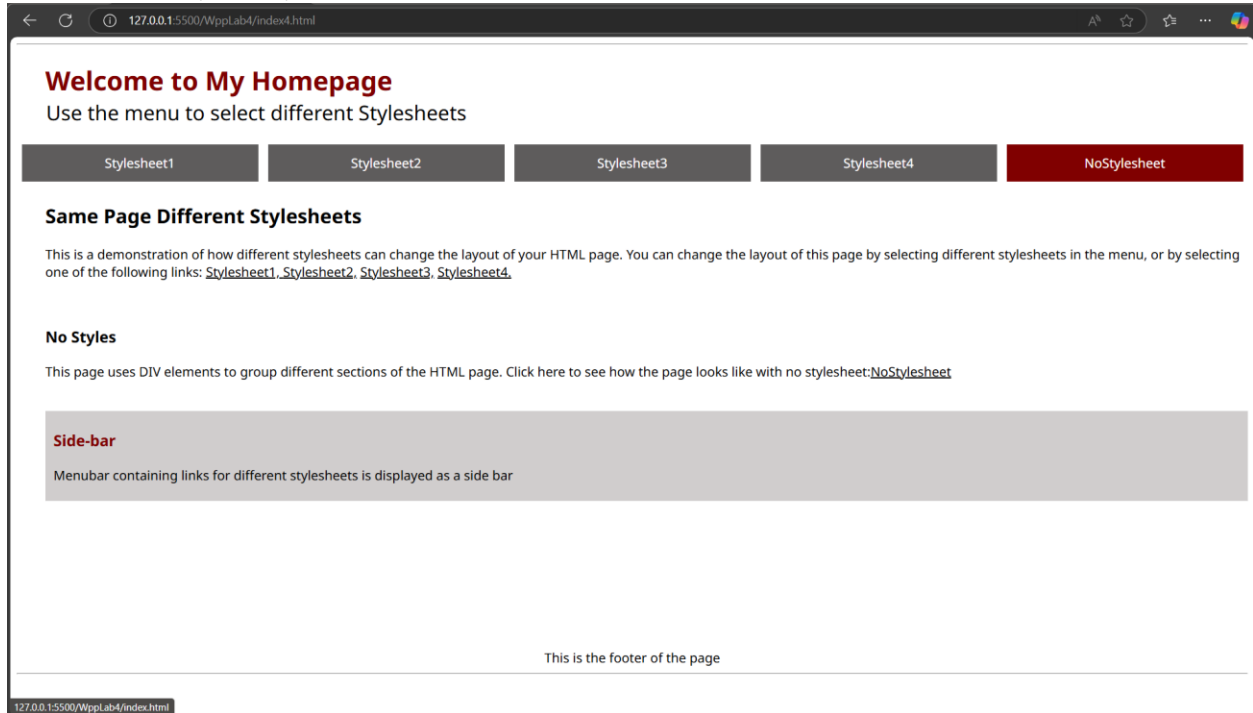 127.0.0.1:5500/WppLab4/index4.html
Welcome to My Homepage
Use the menu to select different Stylesheets
Stylesheet1 Stylesheet2 Stylesheet3 Stylesheet4 NoStylesheet
Same Page Different Stylesheets
This is a demonstration of how different stylesheets can change the layout of your HTML page. You can change the layout of this page by selecting different stylesheets in the menu, or by selecting
one of the following links: Stylesheet1, Stylesheet2, Stylesheet3, Stylesheet4.
No Styles
This page uses DIV elements to group different sections of the HTML page. Click here to see how the page looks like with no stylesheet:NoStylesheet
Side-bar
Menubar containing links for different stylesheets is displayed as a side bar
This is the footer of the page
127.0.0.1:5500/WppLab4/index.html